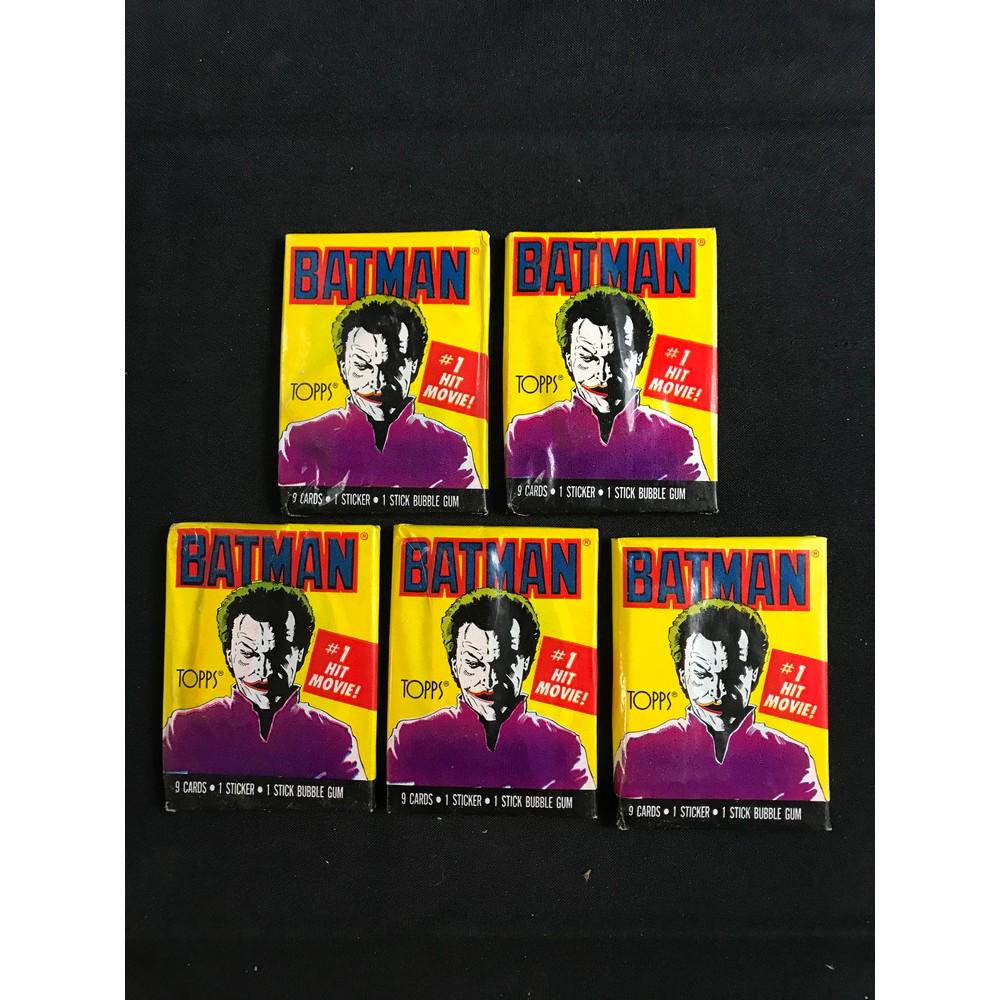 BATMAN®
#1
HIT
MOVIE!
TOPPS®
9 CARDS • 1 STICKER • 1 STICK BUBBLE GUM
BATMAN®
#1
HIT
MOVIE!
TOPPS®
9 CARDS • 1 STICKER • 1 STICK BUBBLE GUM
BATMAN®
#1
HIT
MOVIE!
TOPPS®
9 CARDS • 1 STICKER • 1 STICK BUBBLE GUM
BATMAN®
#1
HIT
MOVIE!
TOPPS®
9 CARDS • 1 STICKER • 1 STICK BUBBLE GUM
BATMAN®
#1
HIT
MOVIE!
TOPPS®
9 CARDS • 1 STICKER • 1 STICK BUBBLE GUM